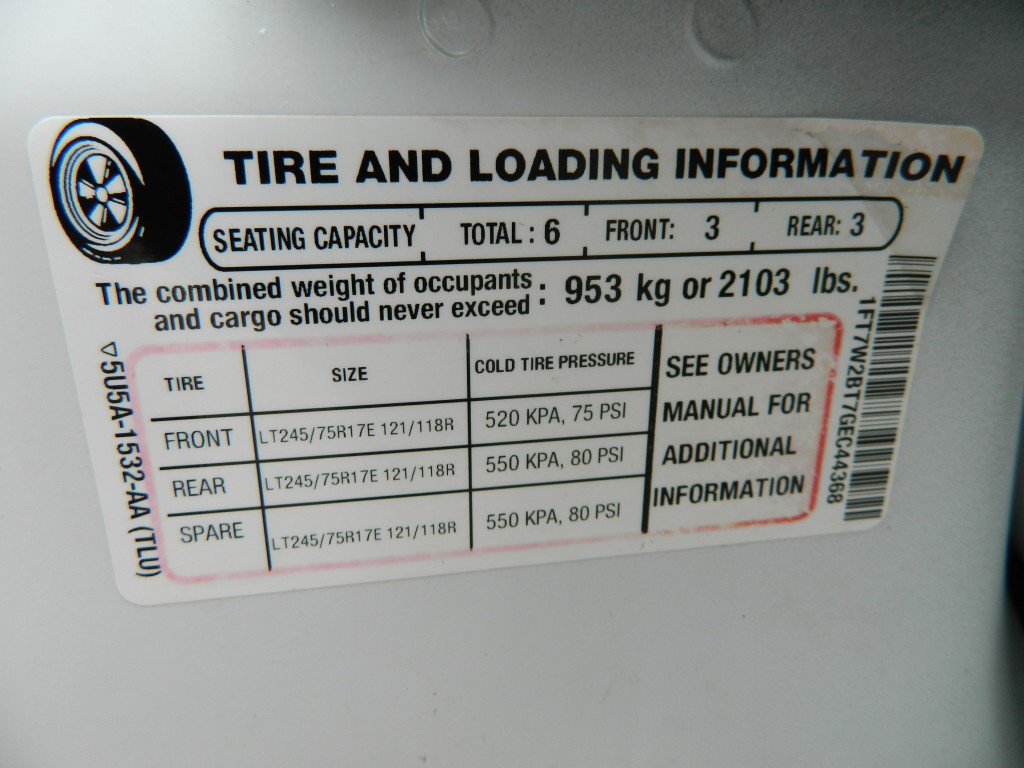 TIRE AND LOADING INFORMATION
SEATING CAPACITY TOTAL : 6 FRONT: 3 REAR: 3
The combined weight of occupants
and cargo should never exceed : 953 kg or 2103 lbs.
TIRE SIZE COLD TIRE PRESSURE
FRONT LT245/75R17E 121/118R 520 KPA, 75 PSI
REAR LT245/75R17E 121/118R 550 KPA, 80 PSI
SPARE LT245/75R17E 121/118R 550 KPA, 80 PSI
SEE OWNERS
MANUAL FOR
ADDITIONAL
INFORMATION
5U5A-1532-AA (TLU)
1FT7W2BT7GEC44368